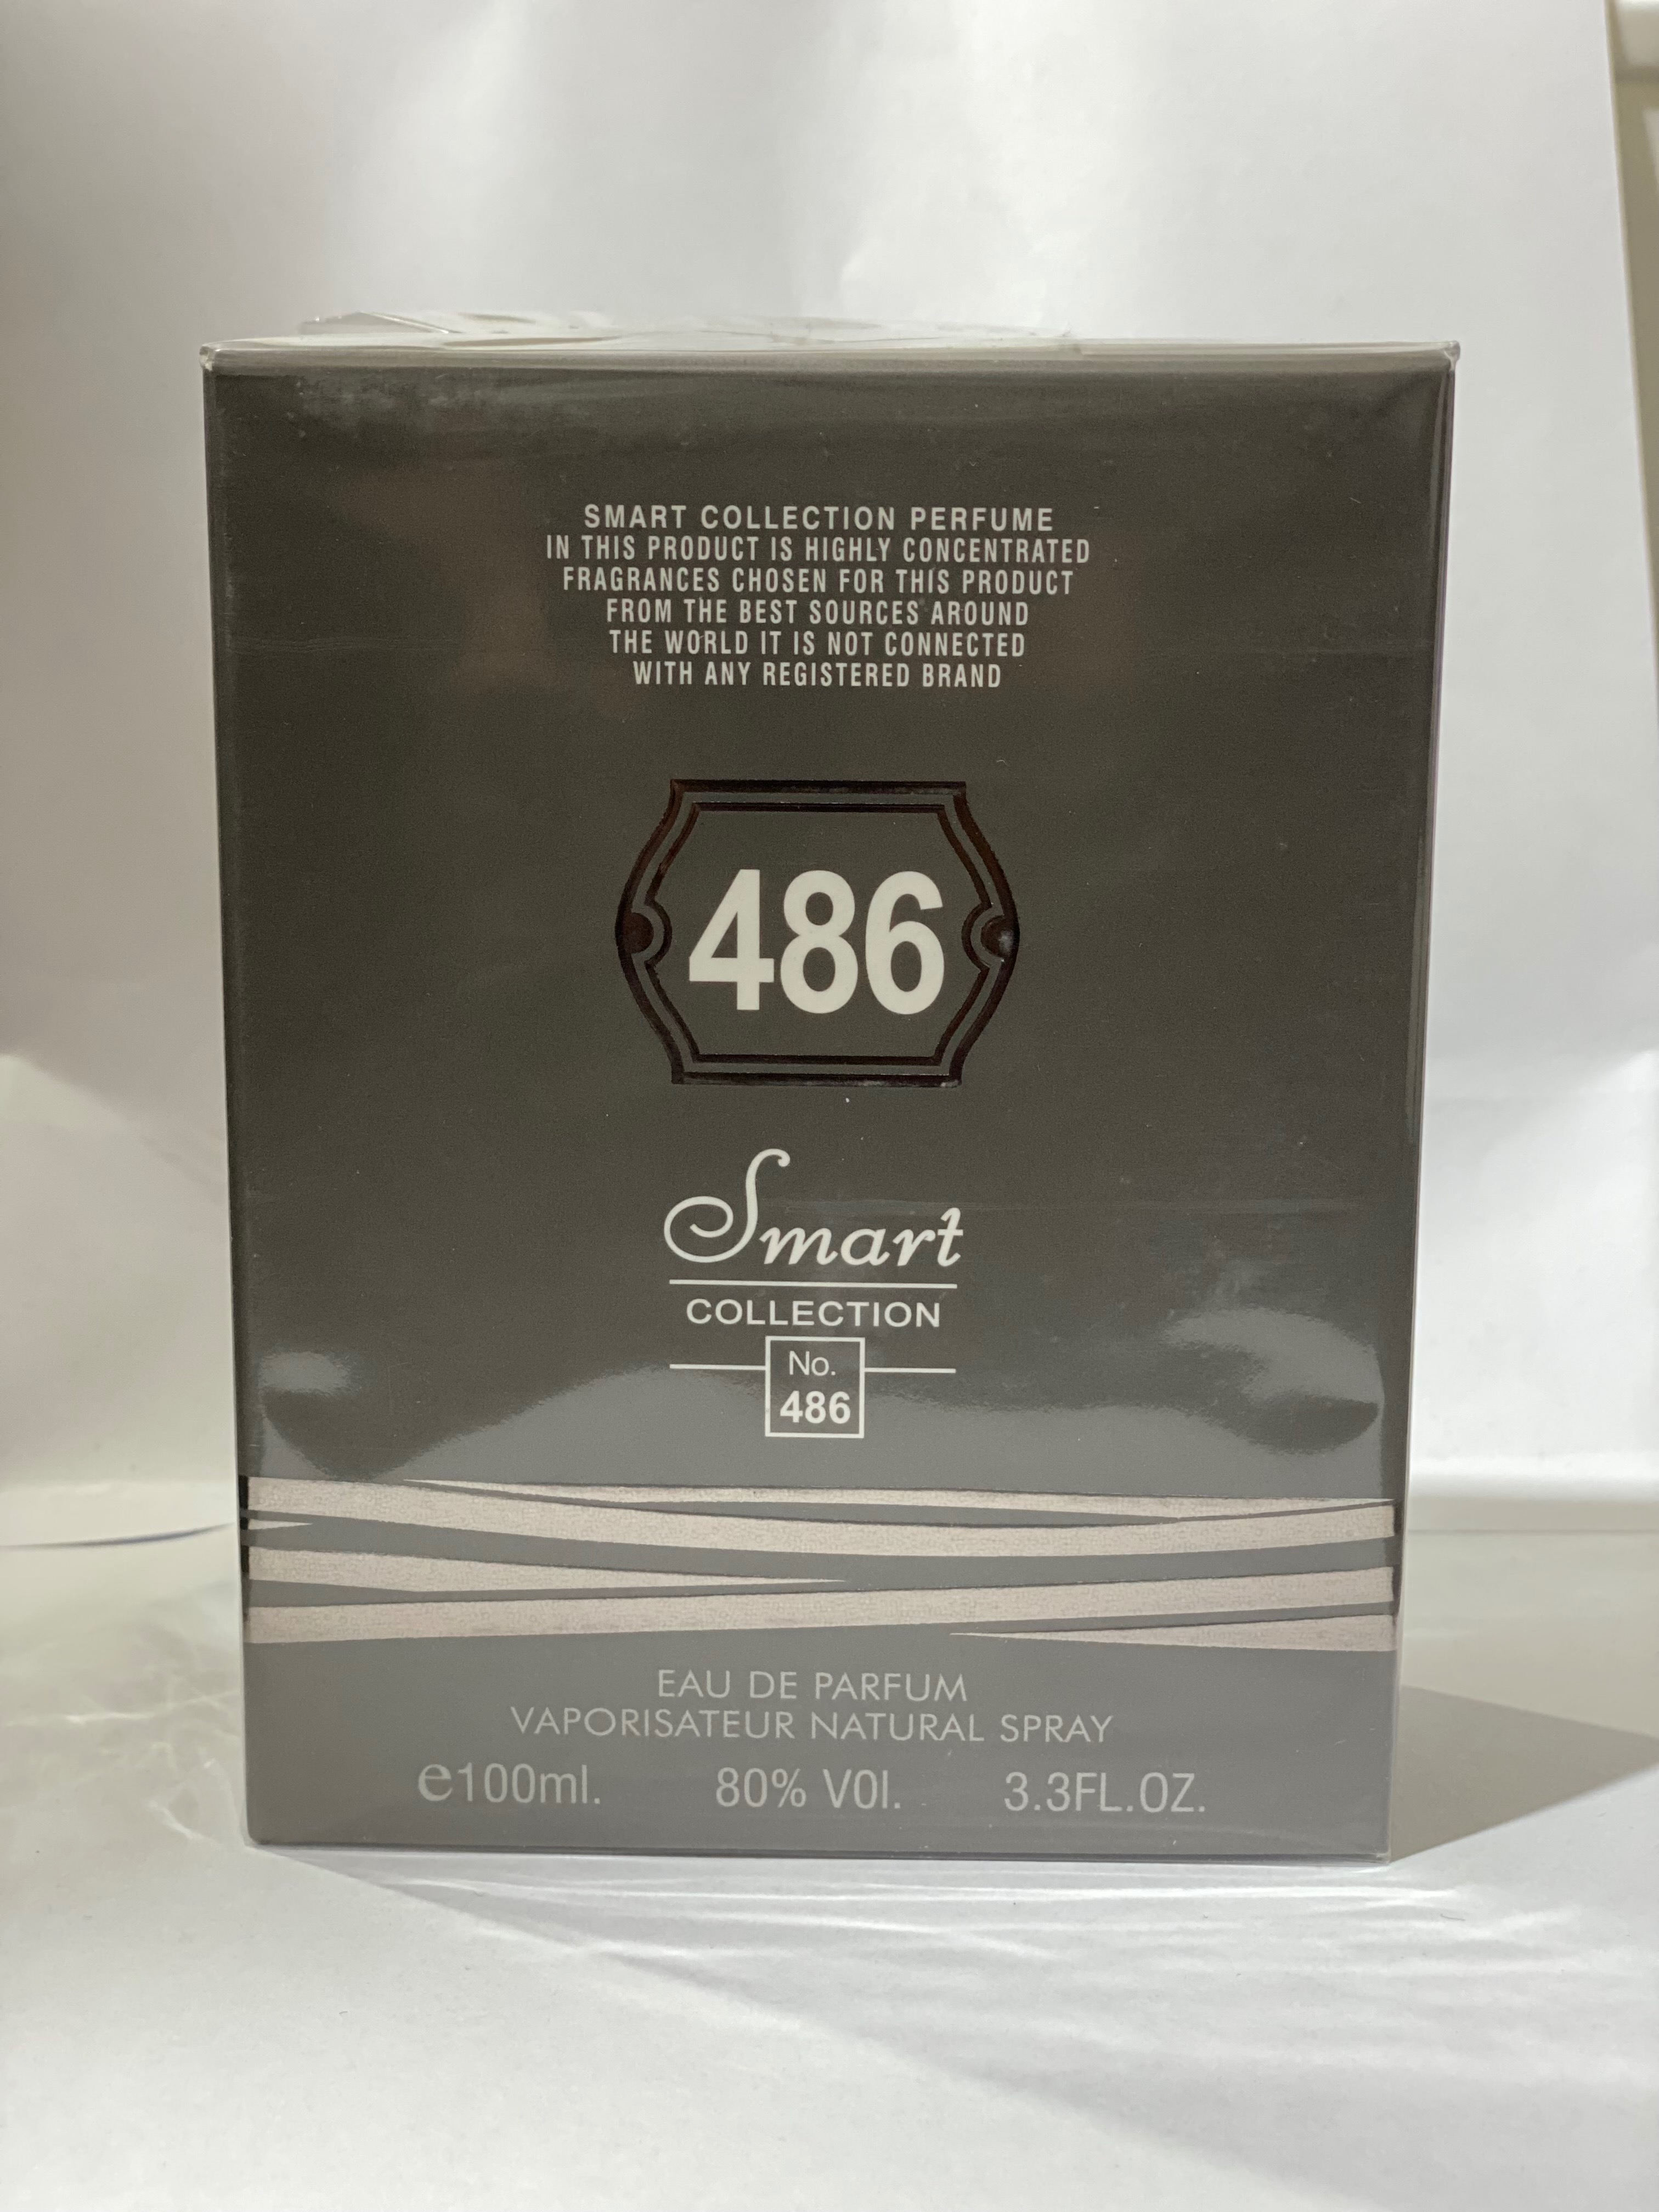 SMART COLLECTION PERFUME
IN THIS PRODUCT IS HIGHLY CONCENTRATED
FRAGRANCES CHOSEN FOR THIS PRODUCT
FROM THE BEST SOURCES AROUND
THE WORLD IT IS NOT CONNECTED
WITH ANY REGISTERED BRAND
486
Smart
COLLECTION
No.
486
EAU DE PARFUM
VAPORISATEUR NATURAL SPRAY
e100ml. 80% VOl. 3.3FL.OZ.